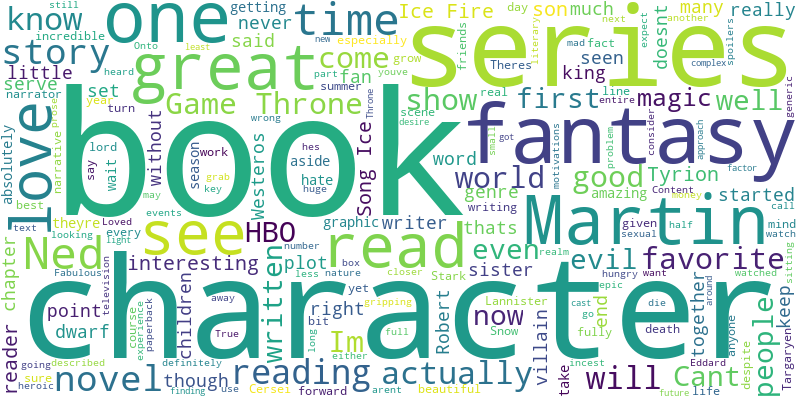 still
incredible
know
getting
never
one
time
Ice Fire
day
son
friends
much
next
another
expect
many
fact
really
series
story
especially
said
fan
great
come
new
least
heard
part
youve
grow
Theres
literary
mad
spoilers
seen
complex
doesnt
Onto
little
serve
narrator
set
year
turn
Game Throne
summer
king
show
real
line
entire
first
magic
well
generic
absolutely
love
narrative
prose
lord
say
wait
book
without
season
work
hes
key
grab
Westeros
wrong
aside
hate
huge
Song Ice
Throne
scene
desire
word
small
got
fantasy
motivations
problem
consider
approach
factor
world
good
Tyrion
genre
amazing
started
Content
money
call
mind
watch
best
text
theyre
looking
Loved
every
light
may
events
see
HBO
graphic
number
writer
writing
thats
read
Martin
given
sexual
half
Ned
chapter
Fabulous
television
interesting
box
less
nature
plot
even
sister
realm
evil
favorite
hungry
want
watched
sitting
character
point
dwarf
course
experience
paperback
children
away
True
written
long
right
bit
yet
closer
gripping
full
Im
either
Robert
Stark
Lannister
Snow
now
epic
cast
go
fully
end
villain
die
death
together
anyone
around
keep
people
Targaryen
reader
going
sure
heroic
described
definitely
novel
finding
though
use
Cersei
reading
forward
arent
actually
beautiful
will
take
incest
future
Cant
Eddard
despite
life